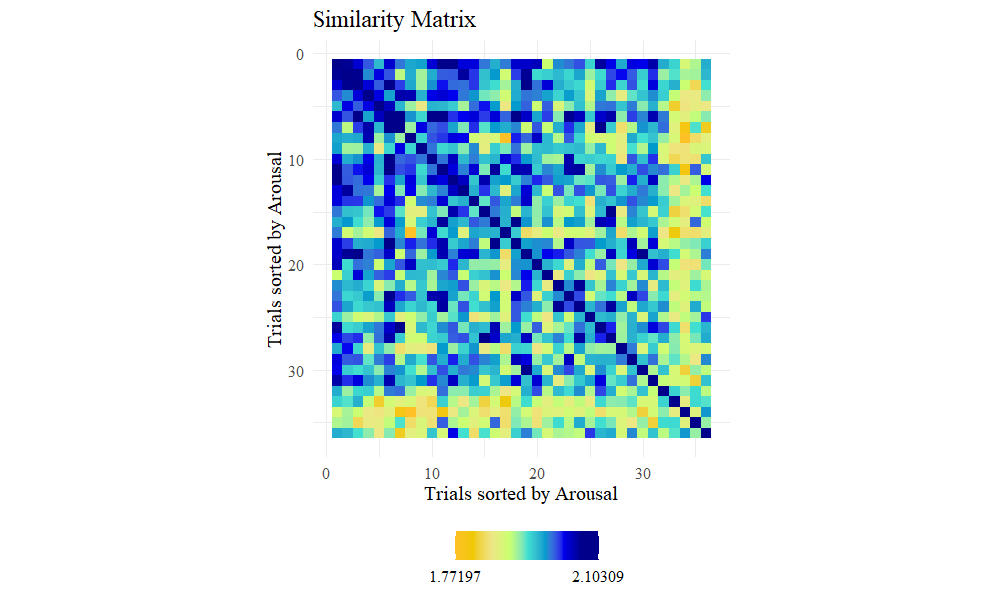 Similarity Matrix
0
10
20
30
Trials sorted by Arousal
0 10 20 30
Trials sorted by Arousal
1.77197 2.10309